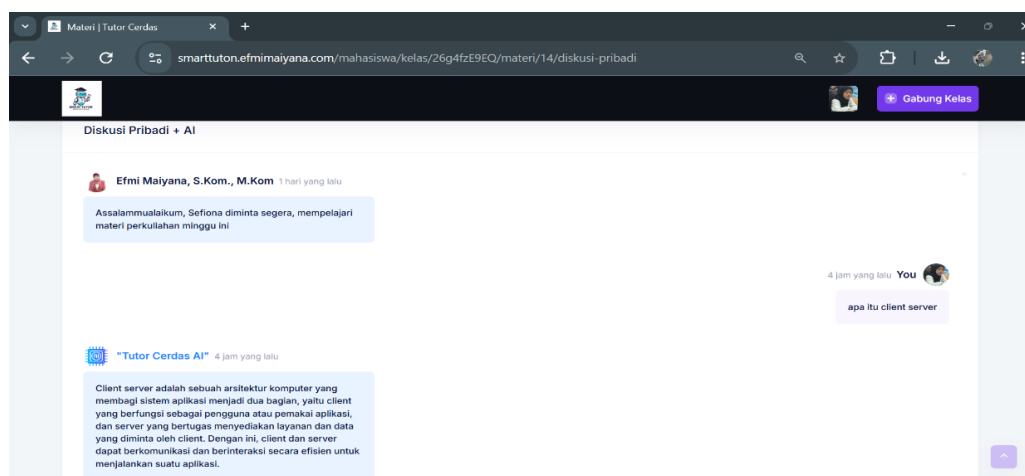 Materi | Tutor Cerdas
smarttuton.efmimaiyana.com/mahasiswa/kelas/26g4fzE9EQ/materi/14/diskusi-pribadi
Gabung Kelas
Diskusi Pribadi + AI
Efmi Maiyana, S.Kom., M.Kom 1 hari yang lalu
Assalammualaikum, Sefiona diminta segera, mempelajari
materi perkuliahan minggu ini
4 jam yang lalu You
apa itu client server
"Tutor Cerdas AI" 4 jam yang lalu
Client server adalah sebuah arsitektur komputer yang
membagi sistem aplikasi menjadi dua bagian, yaitu client
yang berfungsi sebagai pengguna atau pemakai aplikasi,
dan server yang bertugas menyediakan layanan dan data
yang diminta oleh client. Dengan ini, client dan server
dapat berkomunikasi dan berinteraksi secara efisien untuk
menjalankan suatu aplikasi.